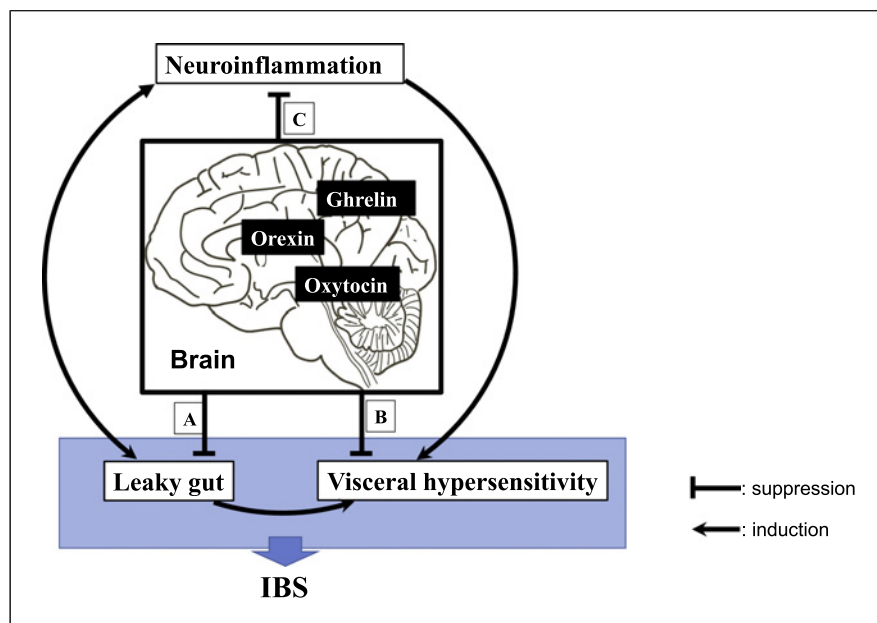 Neuroinflammation
C
Ghrelin
Orexin
Oxytocin
Brain
A
B
Leaky gut
Visceral hypersensitivity
: suppression
: induction
IBS